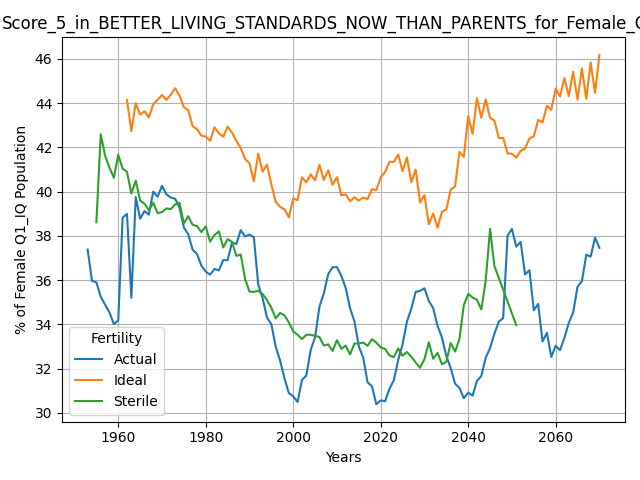 Score_5_in_BETTER_LIVING_STANDARDS_NOW_THAN_PARENTS_for_Female_
% of Female Q1_IQ Population
46
44
42
40
38
36
34
32
30
Fertility
Actual
Ideal
Sterile
1960
1980
2000
2020
2040
2060
Years